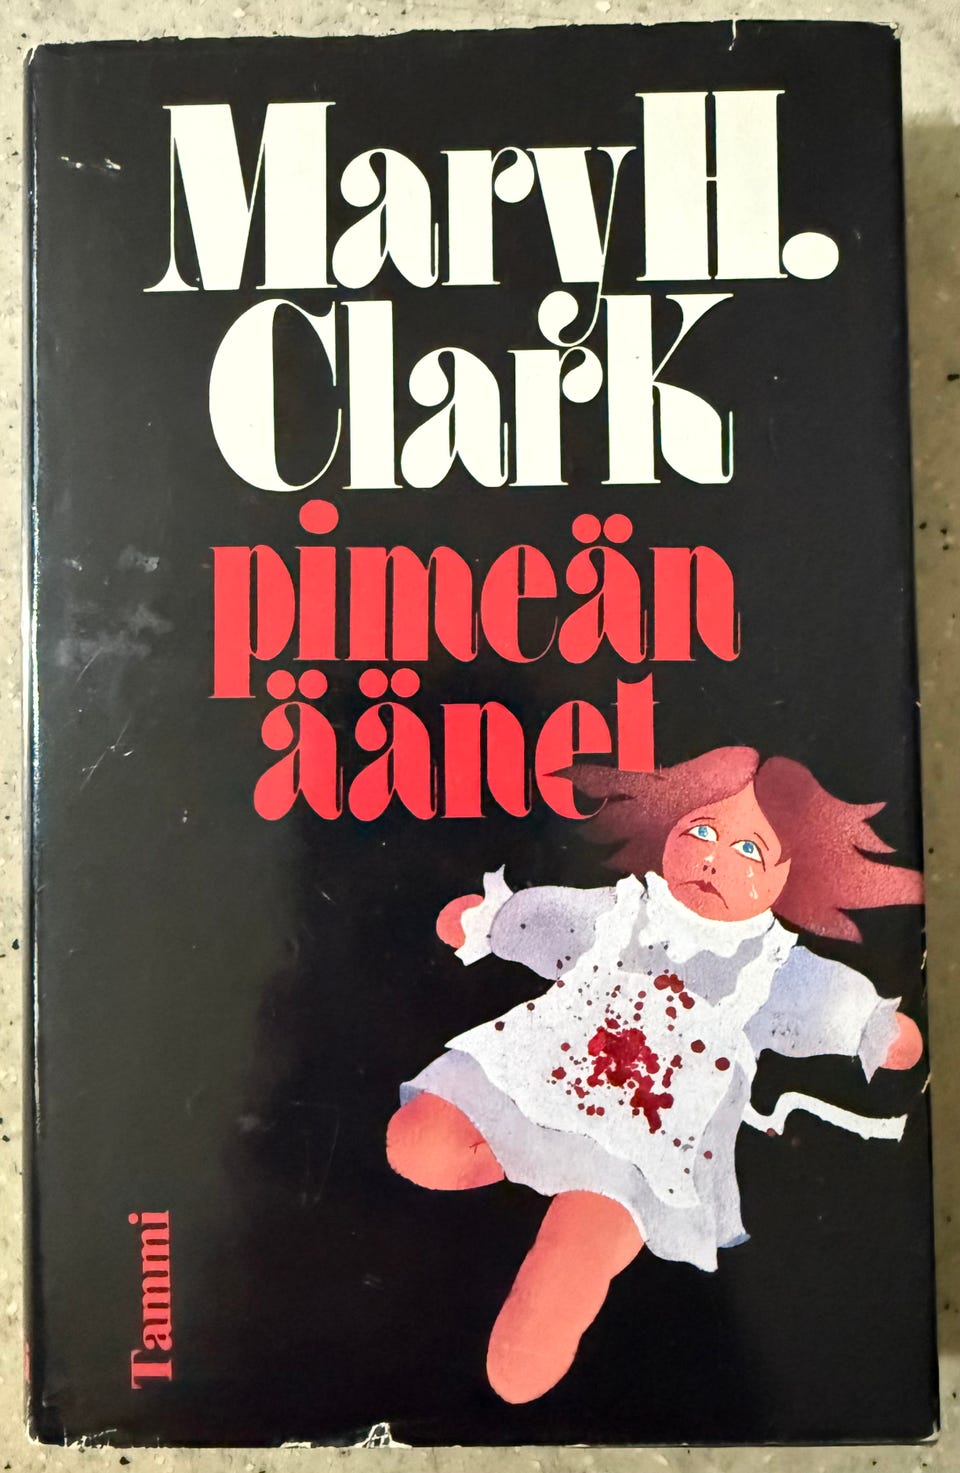 Mary H.
Clark
pimeän
äänet
Tammi